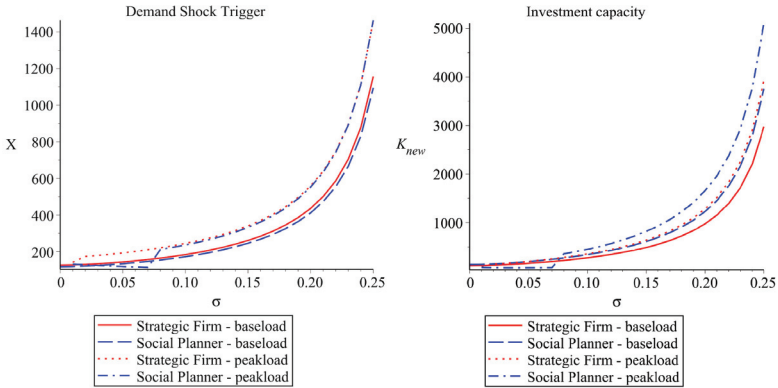 Demand Shock Trigger
1400
1200
1000
X
800
600
400
200
0 0.05 0.10 0.15 0.20 0.25
σ
Strategic Firm - baseload
Social Planner - baseload
Strategic Firm - peakload
Social Planner - peakload
Investment capacity
5000
4000
K_new
3000
2000
1000
0 0.05 0.10 0.15 0.20 0.25
σ
Strategic Firm - baseload
Social Planner - baseload
Strategic Firm - peakload
Social Planner - peakload